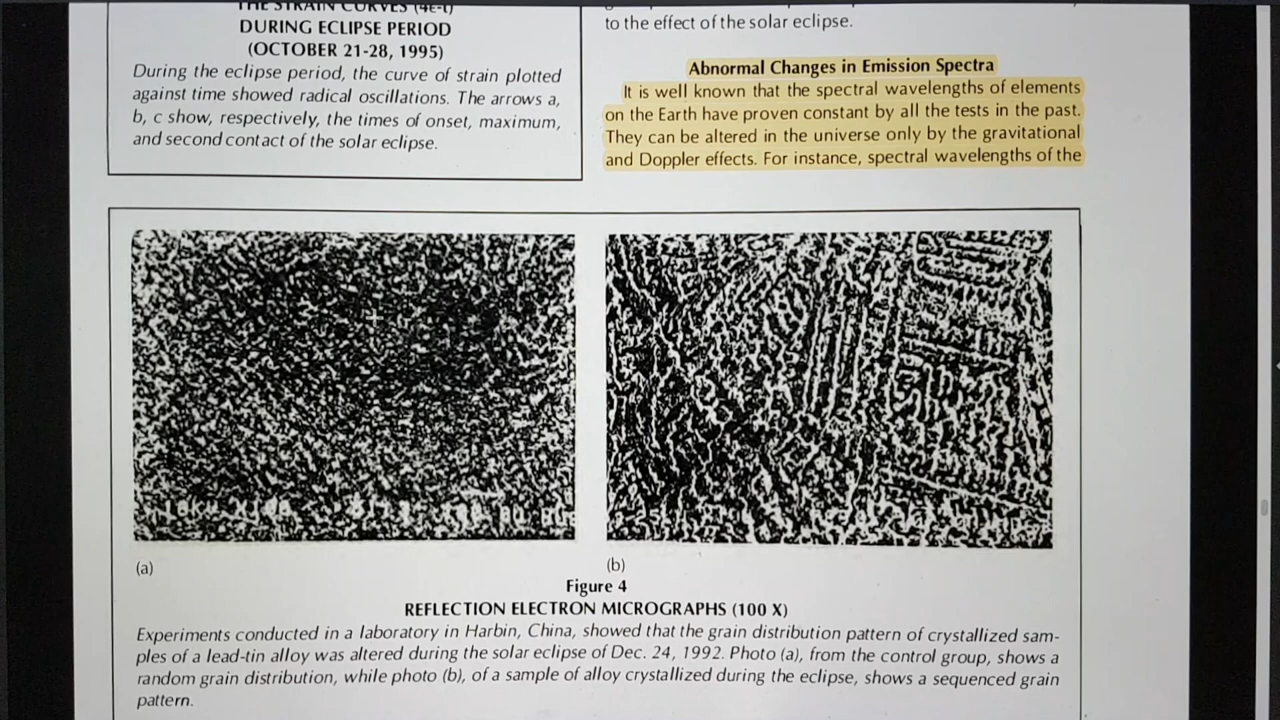 THE STRAIN CURVES (4ε-t)
DURING ECLIPSE PERIOD
(OCTOBER 21-28, 1995)
During the eclipse period, the curve of strain plotted
against time showed radical oscillations. The arrows a,
b, c show, respectively, the times of onset, maximum,
and second contact of the solar eclipse.
to the effect of the solar eclipse.
Abnormal Changes in Emission Spectra
It is well known that the spectral wavelengths of elements
on the Earth have proven constant by all the tests in the past.
They can be altered in the universe only by the gravitational
and Doppler effects. For instance, spectral wavelengths of the
(a)
(b)
Figure 4
REFLECTION ELECTRON MICROGRAPHS (100 X)
Experiments conducted in a laboratory in Harbin, China, showed that the grain distribution pattern of crystallized sam-
ples of a lead-tin alloy was altered during the solar eclipse of Dec. 24, 1992. Photo (a), from the control group, shows a
random grain distribution, while photo (b), of a sample of alloy crystallized during the eclipse, shows a sequenced grain
pattern.